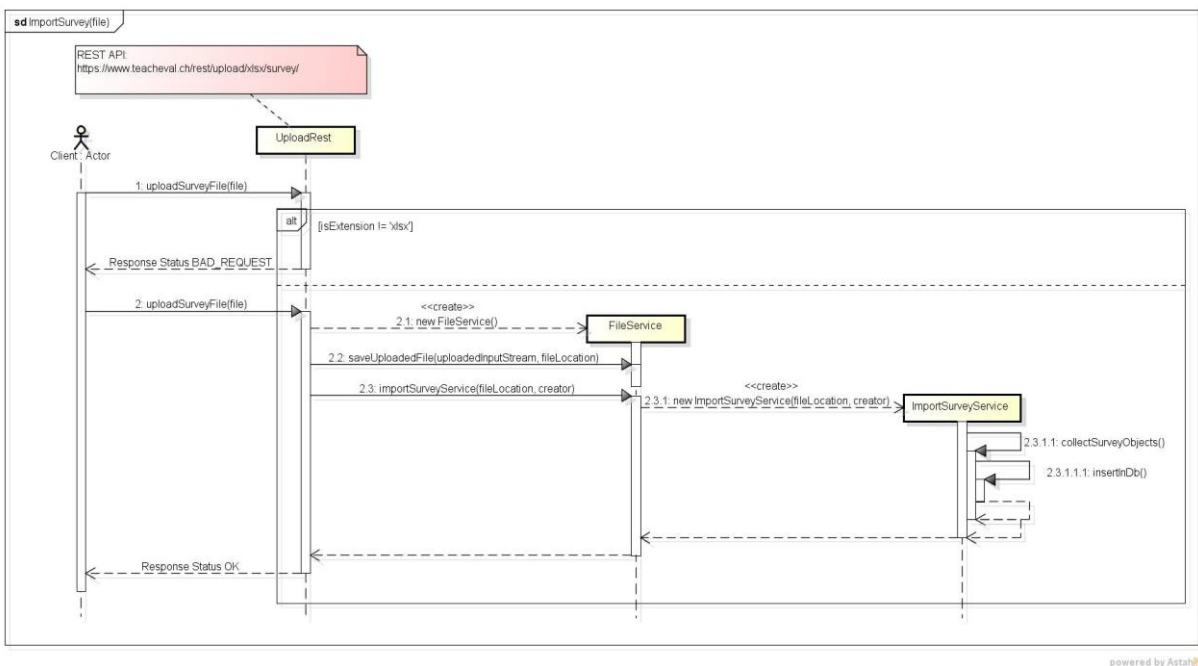 sd ImportSurvey(file)
REST API:
https://www.teacheval.ch/rest/upload/xlsx/survey/
Client : Actor
UploadRest
1: uploadSurveyFile(file)
alt
[isExtension != 'xlsx']
Response Status BAD_REQUEST
2: uploadSurveyFile(file)
<<create>>
2.1: new FileService()
FileService
2.2: saveUploadedFile(uploadedInputStream, fileLocation)
2.3: importSurveyService(fileLocation, creator)
<<create>>
2.3.1: new ImportSurveyService(fileLocation, creator)
ImportSurveyService
2.3.1.1: collectSurveyObjects()
2.3.1.1.1: insertInDb()
Response Status OK
powered by Astah